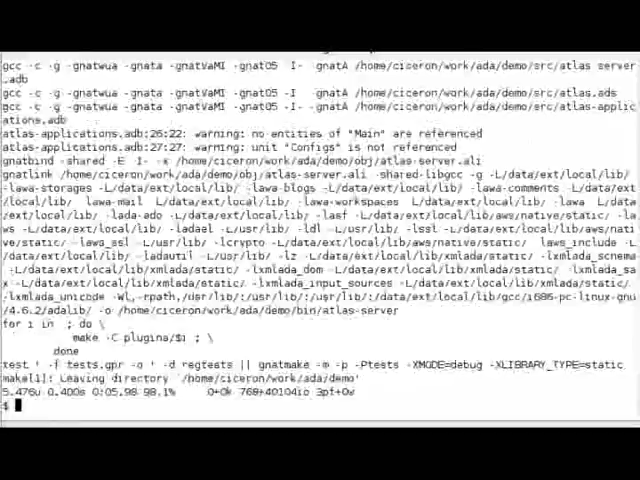 gcc -c -g -gnatwua -gnata -gnatVaMI -gnat05 -I- -gnatA /home/ciceron/work/ada/demo/src/atlas-server
.adb
gcc -c -g -gnatwua -gnata -gnatVaMI -gnat05 -I- -gnatA /home/ciceron/work/ada/demo/src/atlas.ads
gcc -c -g -gnatwua -gnata -gnatVaMI -gnat05 -I- -gnatA /home/ciceron/work/ada/demo/src/atlas-applic
ations.adb
atlas-applications.adb:26:22: warning: no entities of "Main" are referenced
atlas-applications.adb:27:27: warning: unit "Configs" is not referenced
gnatbind -shared -E -I- -x /home/ciceron/work/ada/demo/obj/atlas-server.ali
gnatlink /home/ciceron/work/ada/demo/obj/atlas-server.ali -shared-libgcc -g -L/data/ext/local/lib/
-lawa-storages -L/data/ext/local/lib/ -lawa-blogs -L/data/ext/local/lib/ -lawa-comments -L/data/ext
/local/lib/ -lawa-mail -L/data/ext/local/lib/ -lawa-workspaces -L/data/ext/local/lib/ -lawa -L/data
/ext/local/lib/ -lada-ado -L/data/ext/local/lib/ -lasf -L/data/ext/local/lib/aws/native/static/ -la
ws -L/data/ext/local/lib/ -ladael -L/usr/lib/ -ldl -L/usr/lib/ -lssl -L/data/ext/local/lib/aws/nati
ve/static/ -laws_ssl -L/usr/lib/ -lcrypto -L/data/ext/local/lib/aws/native/static/ -laws_include -L
/data/ext/local/lib/ -ladautil -L/usr/lib/ -lz -L/data/ext/local/lib/xmlada/static/ -lxmlada_schema
-L/data/ext/local/lib/xmlada/static/ -lxmlada_dom -L/data/ext/local/lib/xmlada/static/ -lxmlada_sa
x -L/data/ext/local/lib/xmlada/static/ -lxmlada_input_sources -L/data/ext/local/lib/xmlada/static/
-lxmlada_unicode -Wl,-rpath,/usr/lib/:/usr/lib/:/data/ext/local/lib/gcc/i686-pc-linux-gnu
/4.6.2/adalib/ -o /home/ciceron/work/ada/demo/bin/atlas-server
for i in ; do \
make -C plugins/$i ; \
done
test ' -f tests.gpr -o ' -d regtests || gnatmake -m -p -Ptests -XMODE=debug -XLIBRARY_TYPE=static
make[1]: Leaving directory '/home/ciceron/work/ada/demo'
5.476u 0.400s 0:05.98 98.1% 0+0k 768+40104io 3pf+0w
$